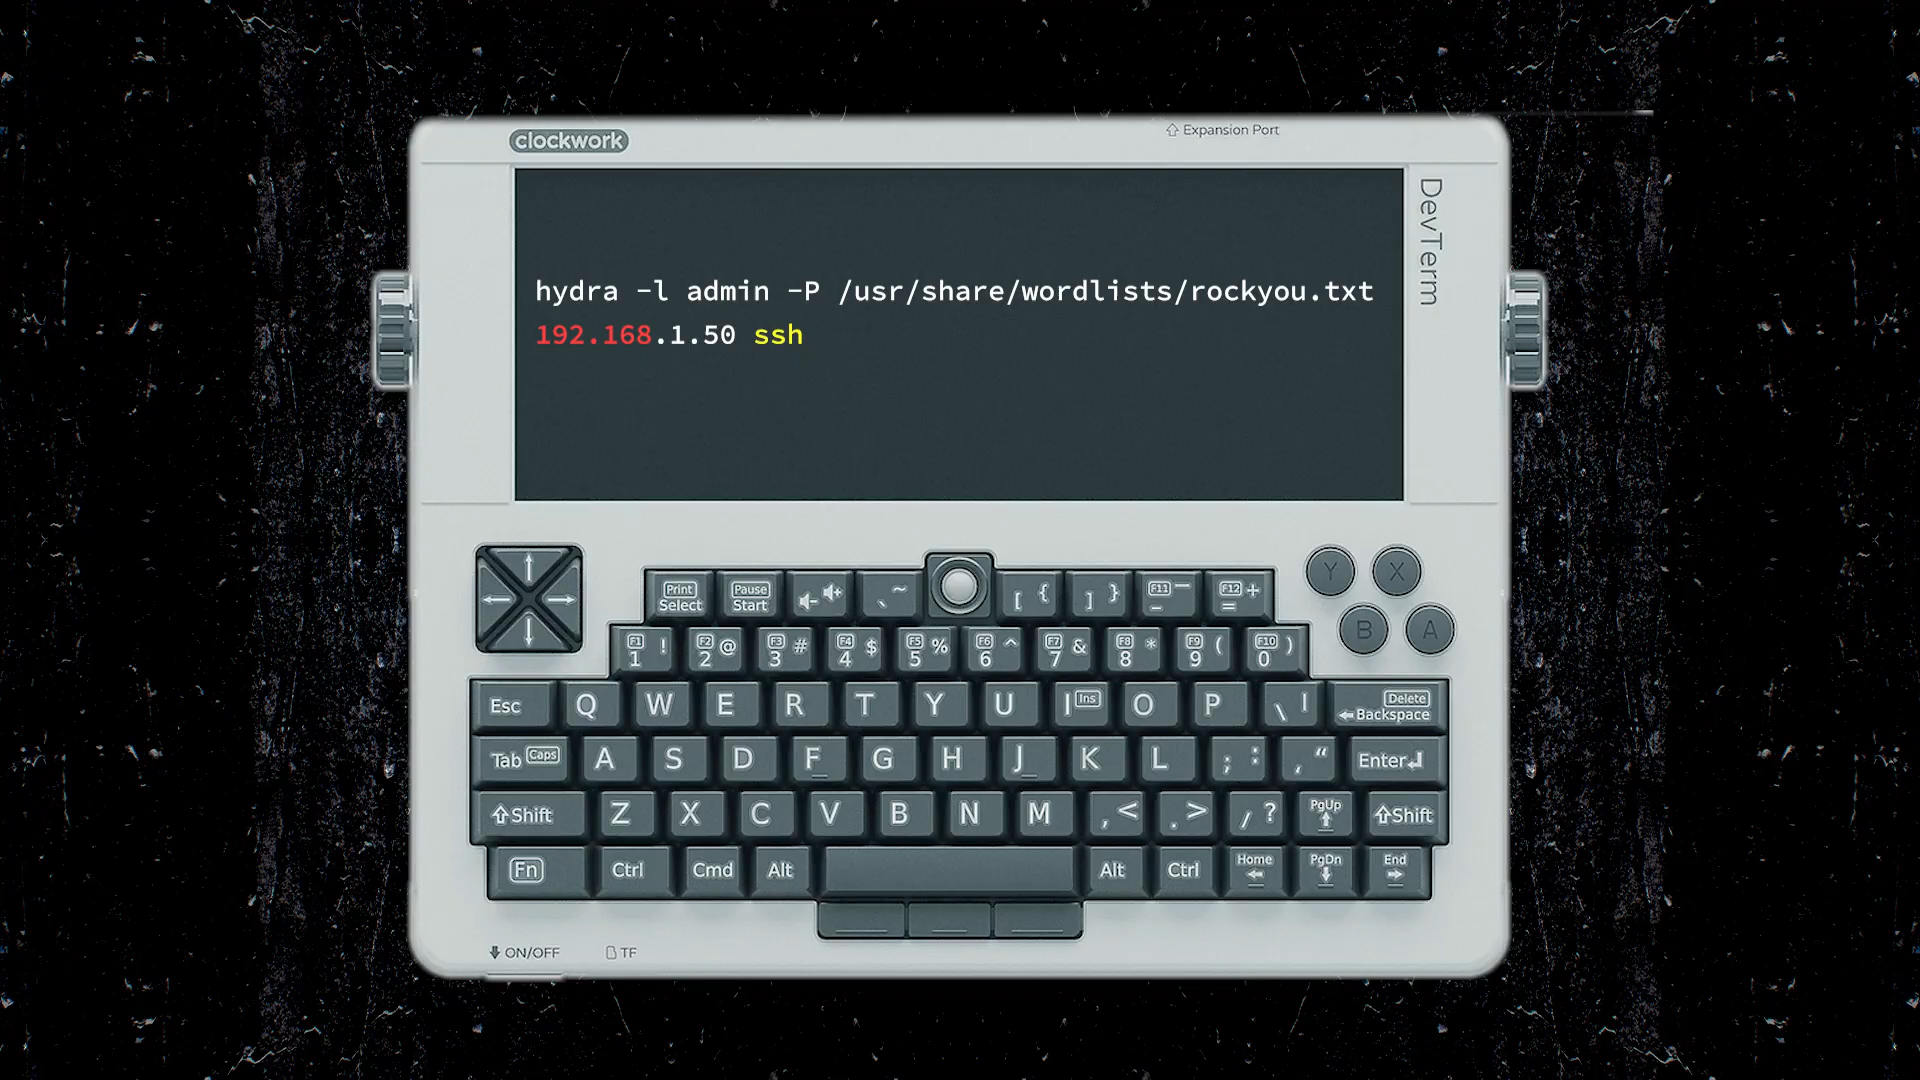 clockwork
Expansion Port
DevTerm
hydra -l admin -P /usr/share/wordlists/rockyou.txt
192.168.1.50 ssh
Print Pause F11 — F12 +
Select Start - + ` ~ [ { ] } - =
Y X
B A
F1 ! F2 @ F3 # F4 $ F5 % F6 ^ F7 & F8 * F9 ( F10 )
1 2 3 4 5 6 7 8 9 0
Esc Q W E R T Y U I Ins O P \ | Delete
Backspace
Tab Caps A S D F G H J K L ; : , “ Enter
Shift Z X C V B N M , < . > / ? PgUp Shift
Fn Ctrl Cmd Alt Alt Ctrl Home PgDn End
ON/OFF TF